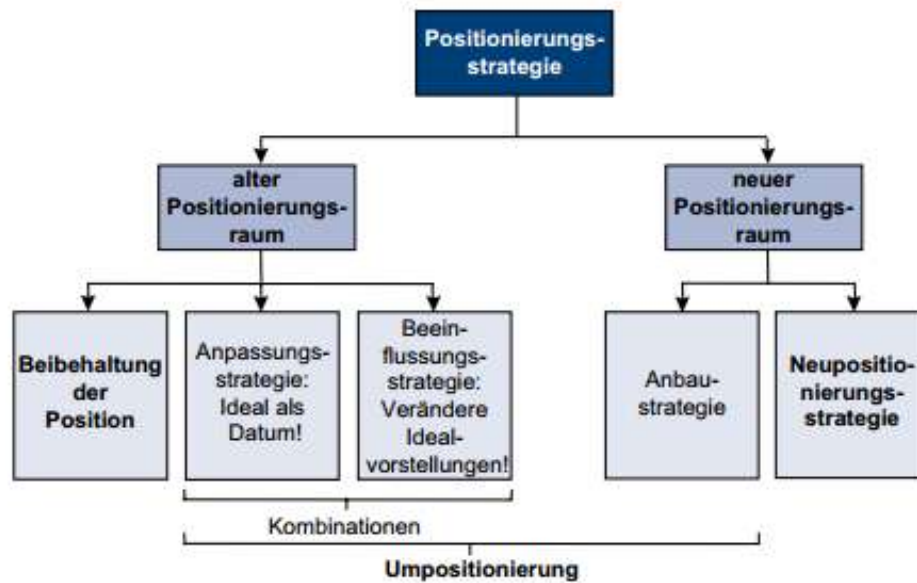 Positionierungs-
strategie
alter
Positionierungs-
raum
neuer
Positionierungs-
raum
Beibehaltung
der
Position
Anpassungs-
strategie:
Ideal als
Datum!
Beein-
flussungs-
strategie:
Verändere
Ideal-
vorstellungen!
Anbau-
strategie
Neupositio-
nierungs-
strategie
Kombinationen
Umpositionierung